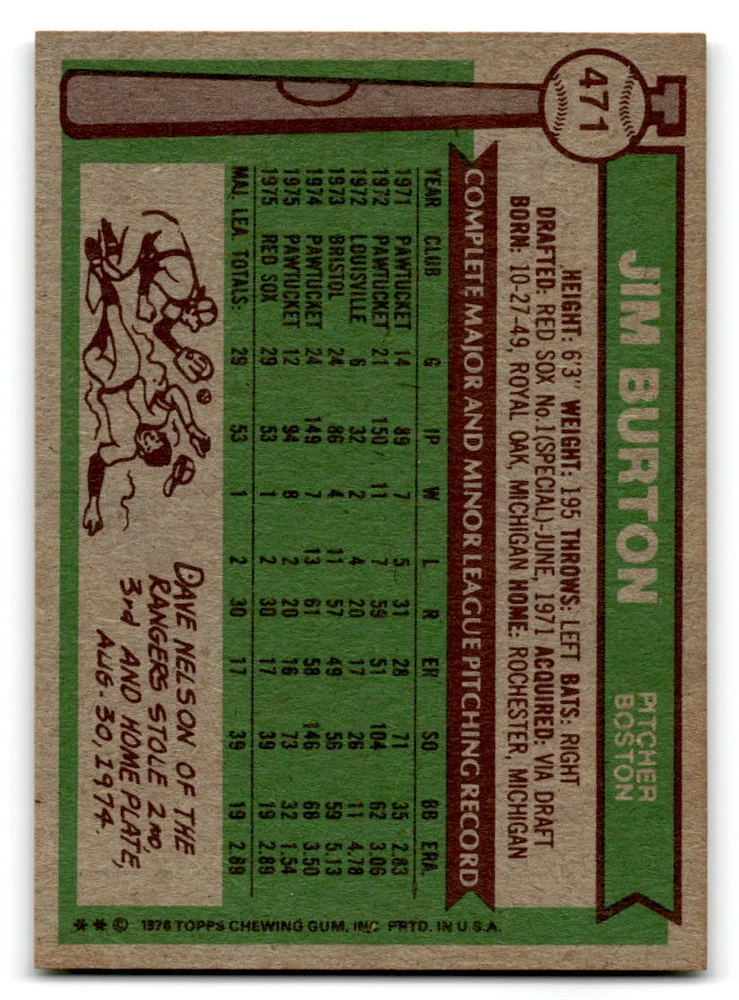 471
JIM BURTON
PITCHER
BOSTON
HEIGHT: 6'3" WEIGHT: 195 THROWS: LEFT BATS: RIGHT
DRAFTED: RED SOX No.1(SPECIAL)-JUNE, 1971 ACQUIRED: VIA DRAFT
BORN: 10-27-49, ROYAL OAK, MICHIGAN HOME: ROCHESTER, MICHIGAN
COMPLETE MAJOR AND MINOR LEAGUE PITCHING RECORD
YEAR CLUB G IP W L R ER SO BB ERA
1971 PAWTUCKET 14 89 7 5 31 28 71 35 2.83
1972 PAWTUCKET 21 150 11 7 59 51 104 62 3.06
1972 LOUISVILLE 6 32 2 4 20 17 26 11 4.78
1973 BRISTOL 24 86 4 11 57 49 56 59 5.13
1974 PAWTUCKET 24 149 7 13 61 58 146 68 3.50
1975 PAWTUCKET 12 94 8 2 20 16 73 32 1.54
1975 RED SOX 29 53 1 2 30 17 39 19 2.89
MAJ. LEA. TOTALS: 29 53 1 2 30 17 39 19 2.89
DAVE NELSON OF THE
RANGERS STOLE 2ND,
3rd AND HOME PLATE,
AUG. 30, 1974.
** © 1976 TOPPS CHEWING GUM, INC. PRTD. IN U.S.A.